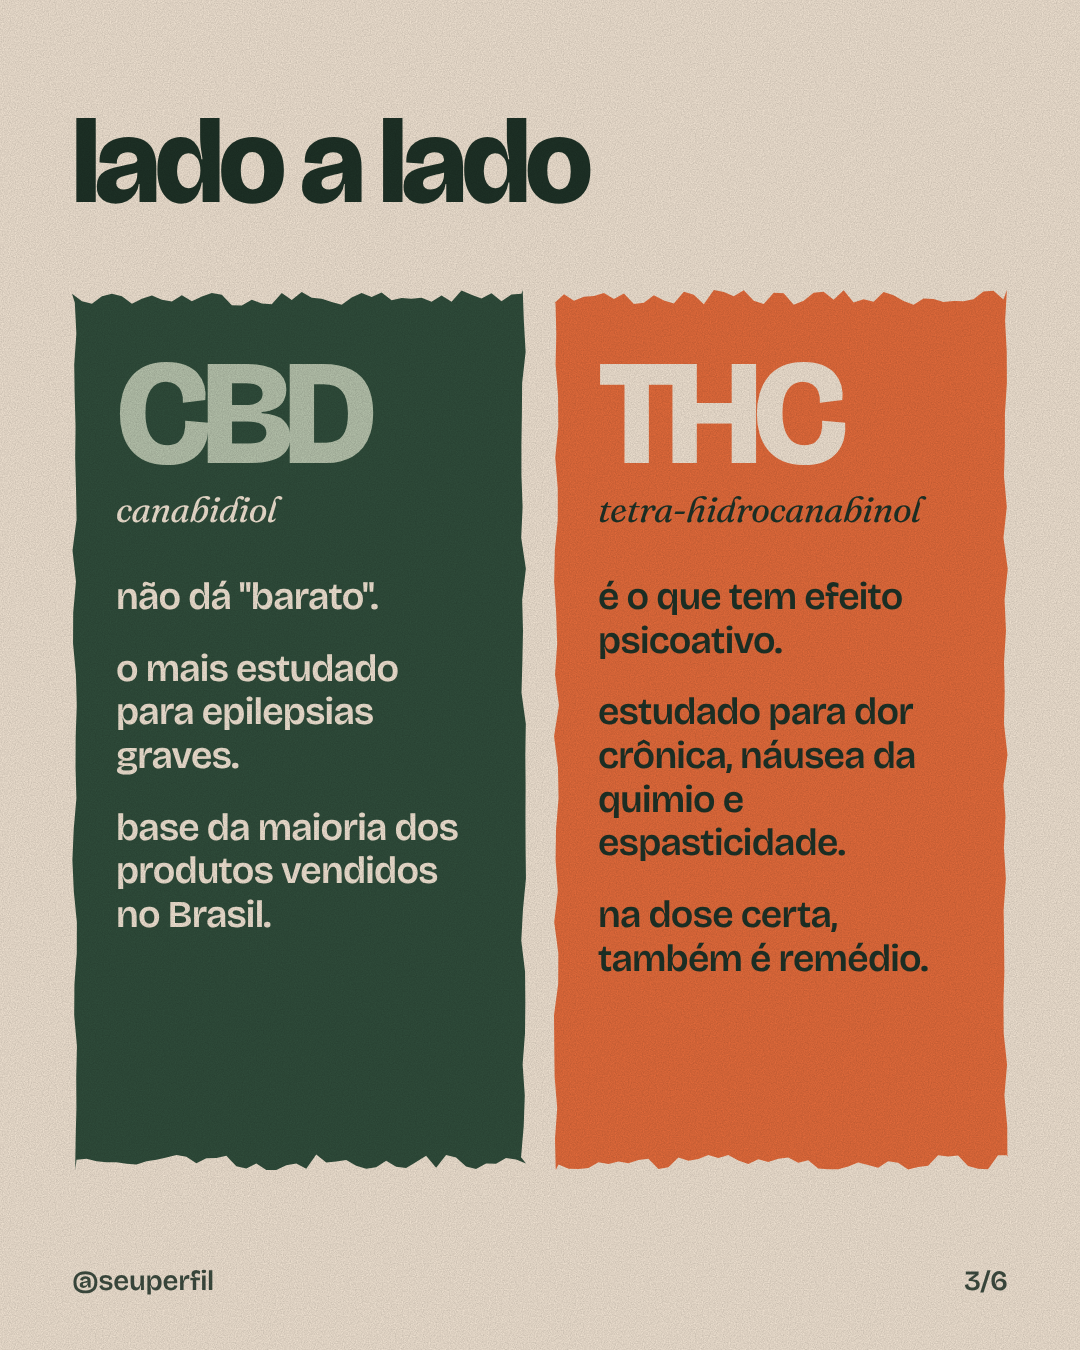 lado a lado
CBD
canabidiol
não dá "barato".
o mais estudado
para epilepsias
graves.
base da maioria dos
produtos vendidos
no Brasil.
THC
tetra-hidrocanabinol
é o que tem efeito
psicoativo.
estudado para dor
crônica, náusea da
quimio e
espasticidade.
na dose certa,
também é remédio.
@seuperfil
3/6